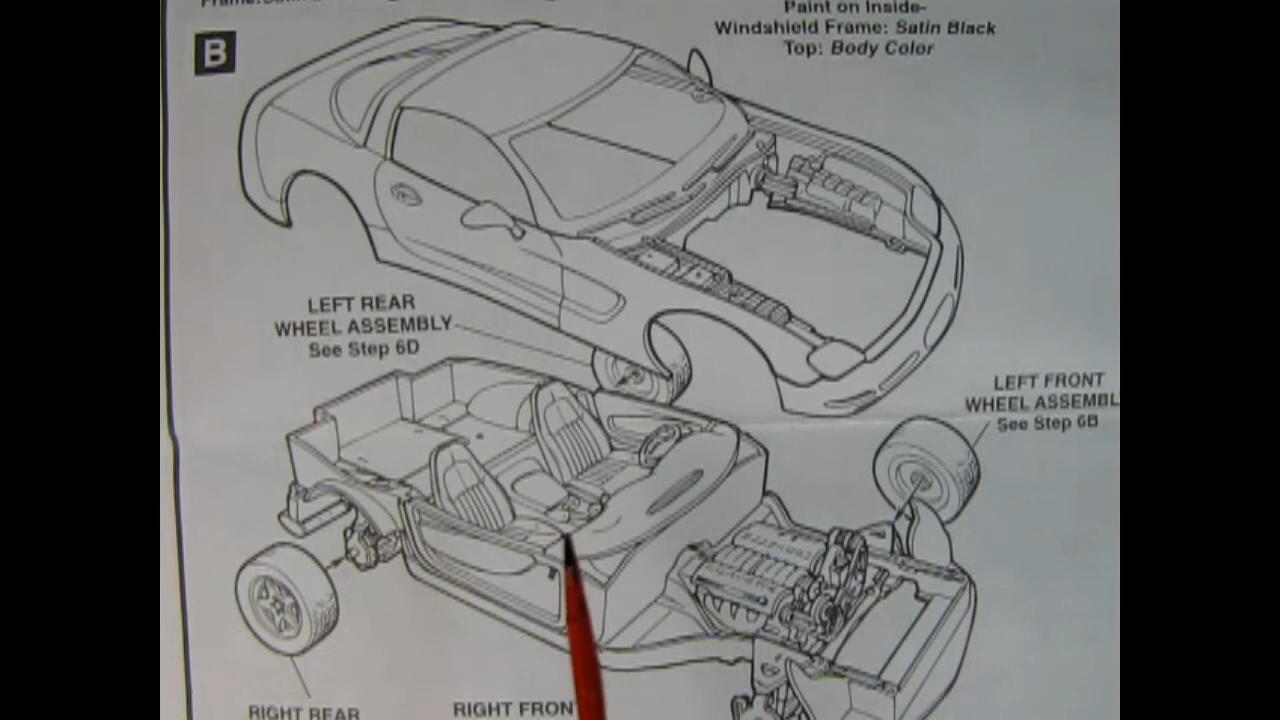 Paint on Inside-
Windshield Frame: Satin Black
Top: Body Color
B
LEFT REAR
WHEEL ASSEMBLY
See Step 6D
LEFT FRONT
WHEEL ASSEMBL
See Step 6B
RIGHT REAR
RIGHT FRONT